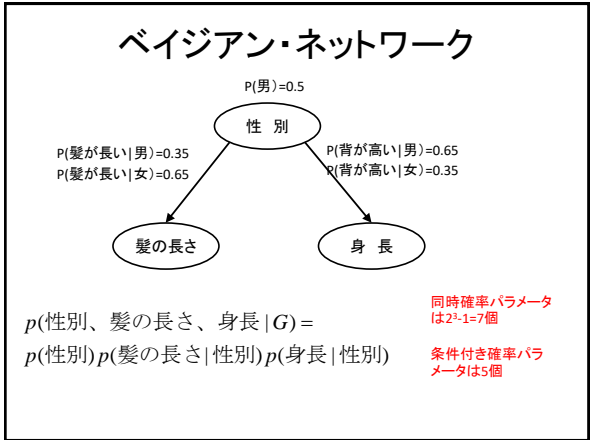 ベイジアン・ネットワーク
P(男)=0.5
性 別
P(髪が長い|男)=0.35
P(髪が長い|女)=0.65
P(背が高い|男)=0.65
P(背が高い|女)=0.35
髪の長さ
身 長
p(性別、髪の長さ、身長|G) =
p(性別)p(髪の長さ|性別)p(身長|性別)
同時確率パラメータ
は2³-1=7個
条件付き確率パラ
メータは5個